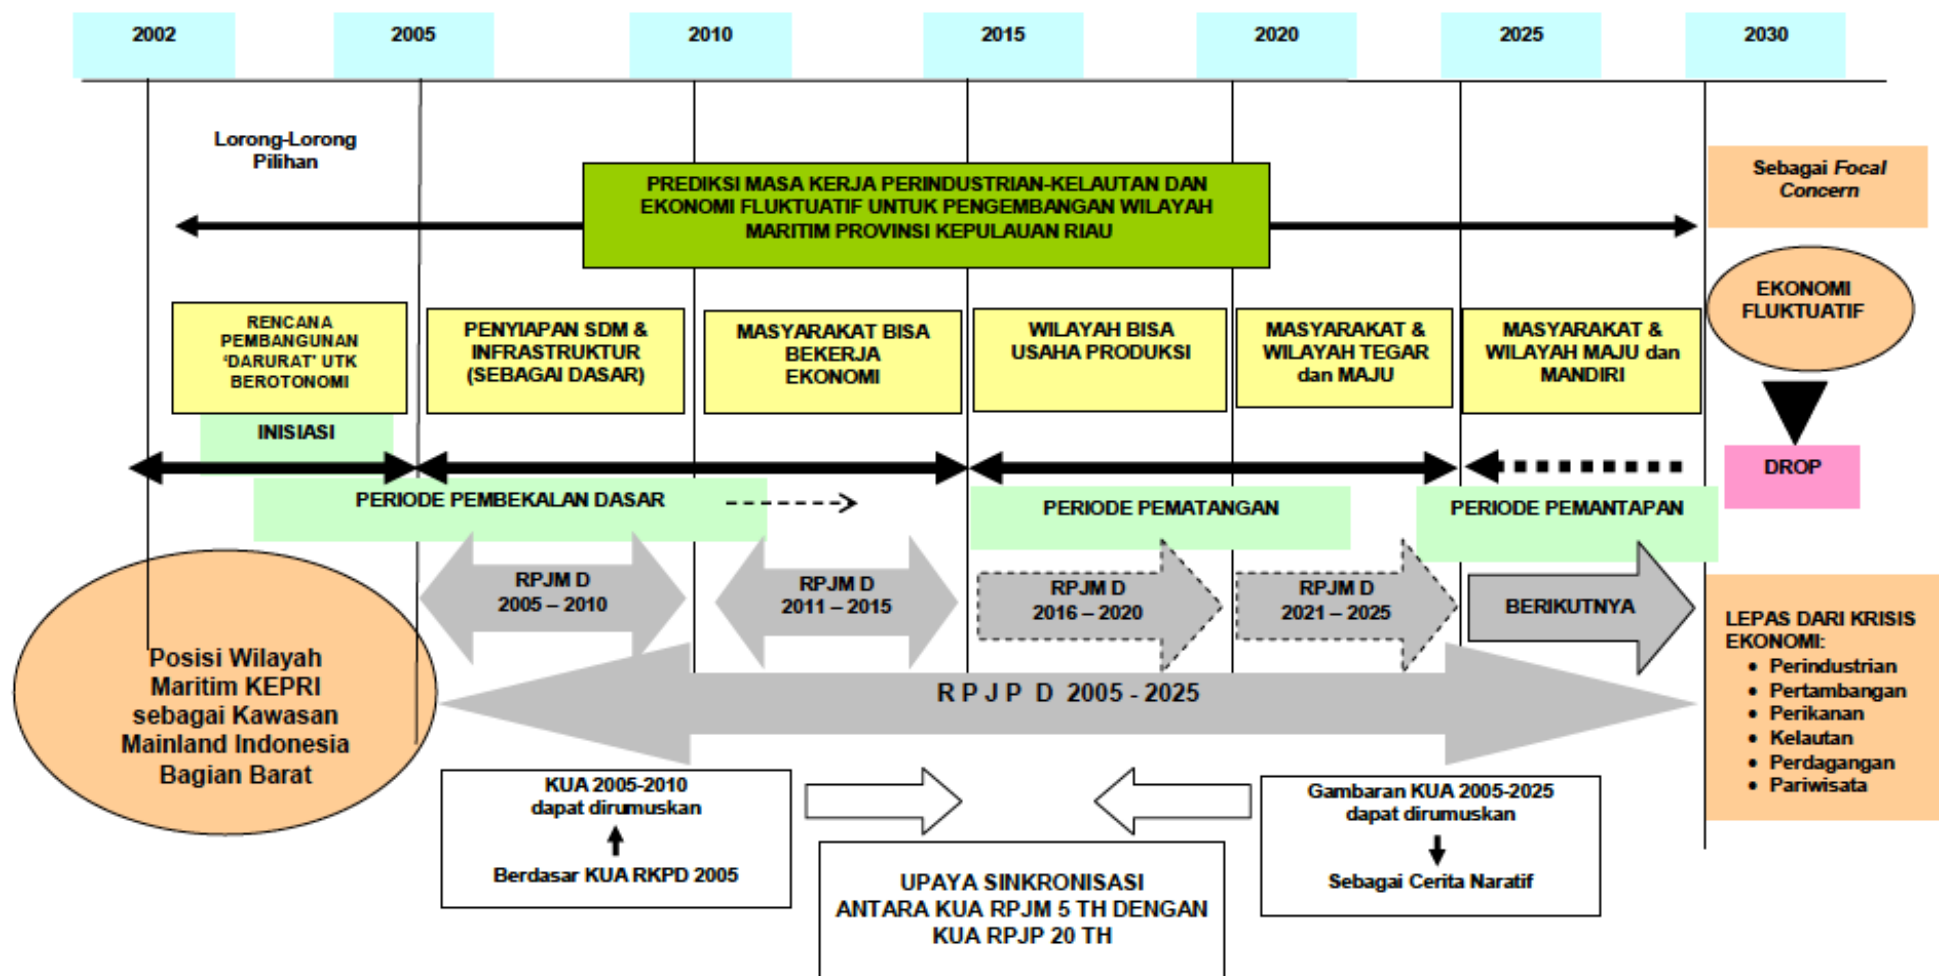 2002
2005
2010
2015
2020
2025
2030
Lorong-Lorong
Pilihan
PREDIKSI MASA KERJA PERINDUSTRIAN-KELAUTAN DAN
EKONOMI FLUKTUATIF UNTUK PENGEMBANGAN WILAYAH
MARITIM PROVINSI KEPULAUAN RIAU
Sebagai Focal
Concern
EKONOMI
FLUKTUATIF
RENCANA
PEMBANGUNAN
'DARURAT' UTK
BEROTONOMI
PENYIAPAN SDM &
INFRASTRUKTUR
(SEBAGAI DASAR)
MASYARAKAT BISA
BEKERJA
EKONOMI
WILAYAH BISA
USAHA PRODUKSI
MASYARAKAT &
WILAYAH TEGAR
dan MAJU
MASYARAKAT &
WILAYAH MAJU dan
MANDIRI
INISIASI
DROP
PERIODE PEMBEKALAN DASAR
PERIODE PEMATANGAN
PERIODE PEMANTAPAN
RPJM D
2005 – 2010
RPJM D
2011 – 2015
RPJM D
2016 – 2020
RPJM D
2021 – 2025
BERIKUTNYA
Posisi Wilayah
Maritim KEPRI
sebagai Kawasan
Mainland Indonesia
Bagian Barat
R P J P D 2005 - 2025
LEPAS DARI KRISIS
EKONOMI:
• Perindustrian
• Pertambangan
• Perikanan
• Kelautan
• Perdagangan
• Pariwisata
KUA 2005-2010
dapat dirumuskan
Berdasar KUA RKPD 2005
Gambaran KUA 2005-2025
dapat dirumuskan
Sebagai Cerita Naratif
UPAYA SINKRONISASI
ANTARA KUA RPJM 5 TH DENGAN
KUA RPJP 20 TH